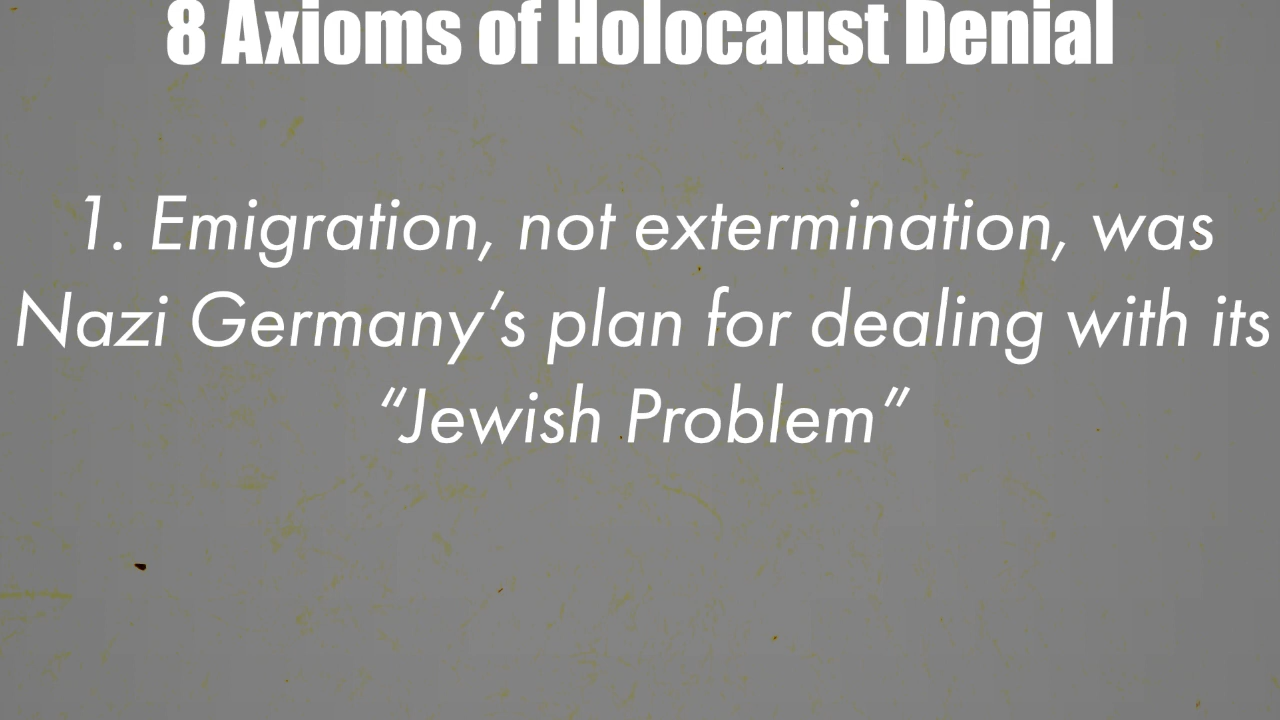 8 Axioms of Holocaust Denial
1. Emigration, not extermination, was
Nazi Germany’s plan for dealing with its
“Jewish Problem”